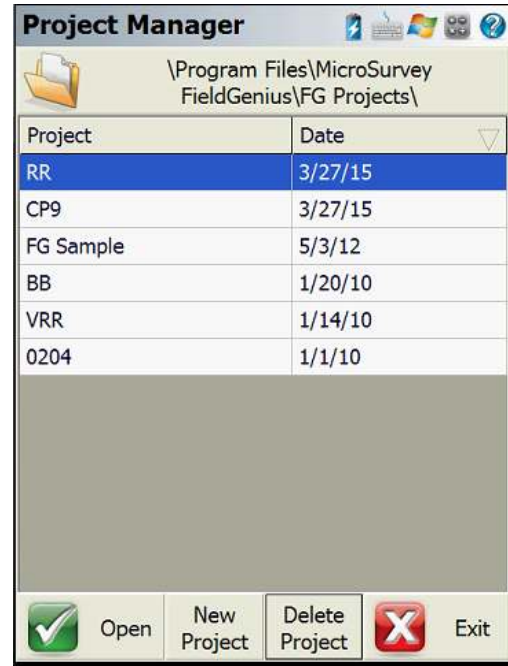 Project Manager
\Program Files\MicroSurvey
FieldGenius\FG Projects\
Project Date
RR 3/27/15
CP9 3/27/15
FG Sample 5/3/12
BB 1/20/10
VRR 1/14/10
0204 1/1/10
Open New Project Delete Project Exit